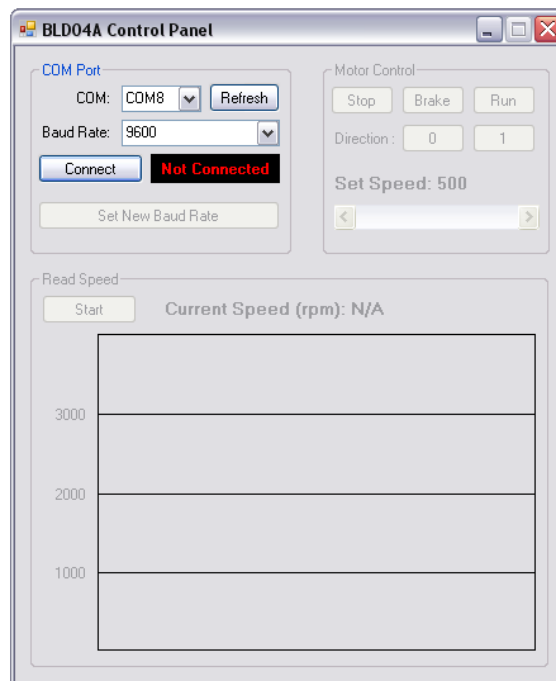 BLD04A Control Panel
COM Port
COM: COM8 Refresh
Baud Rate: 9600
Connect Not Connected
Set New Baud Rate
Motor Control
Stop Brake Run
Direction : 0 1
Set Speed: 500
Read Speed
Start Current Speed (rpm): N/A
3000
2000
1000